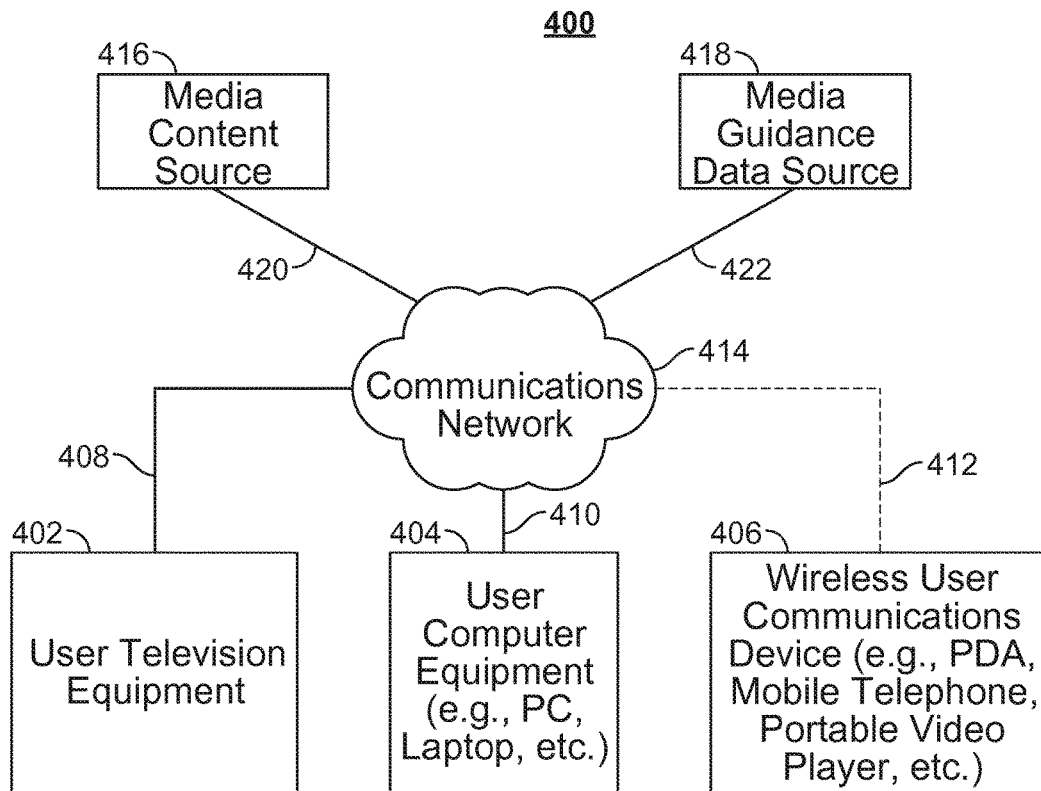 400
416
Media
Content
Source
418
Media
Guidance
Data Source
420
422
414
Communications
Network
408
412
410
402
User Television
Equipment
404
User
Computer
Equipment
(e.g., PC,
Laptop, etc.)
406
Wireless User
Communications
Device (e.g., PDA,
Mobile Telephone,
Portable Video
Player, etc.)